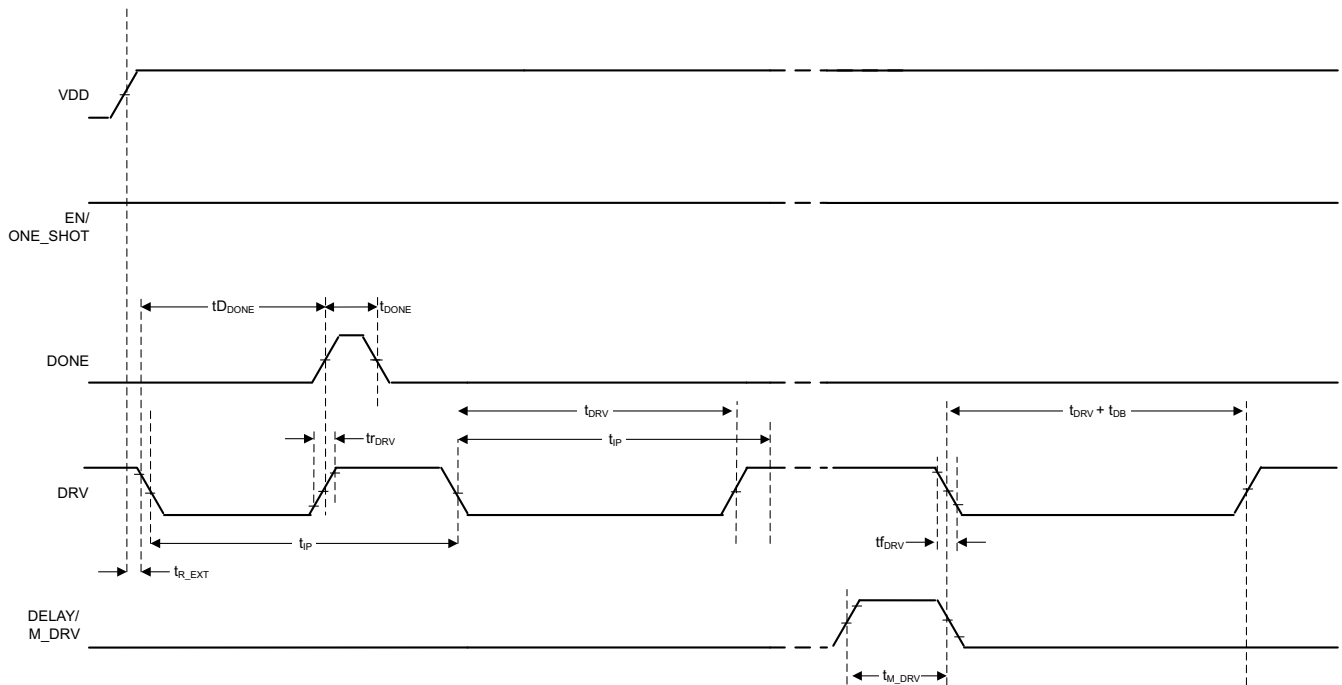 VDD
EN/
ONE_SHOT
tD_DONE
t_DONE
DONE
t_DRV
t_DRV + t_DB
tr_DRV
t_IP
DRV
t_IP
tf_DRV
t_R_EXT
DELAY/
M_DRV
t_M_DRV